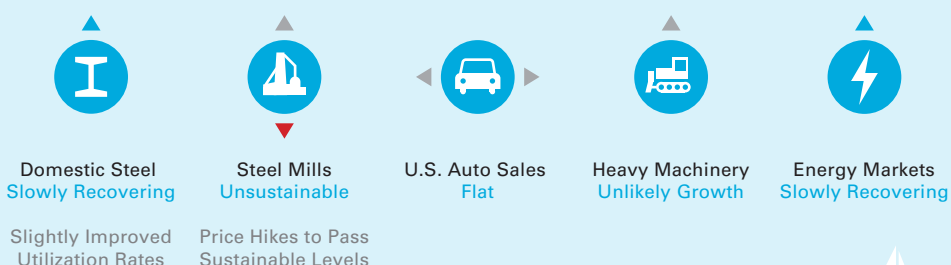 Domestic Steel
Slowly Recovering
Slightly Improved
Utilization Rates
Steel Mills
Unsustainable
Price Hikes to Pass
Sustainable Levels
U.S. Auto Sales
Flat
Heavy Machinery
Unlikely Growth
Energy Markets
Slowly Recovering